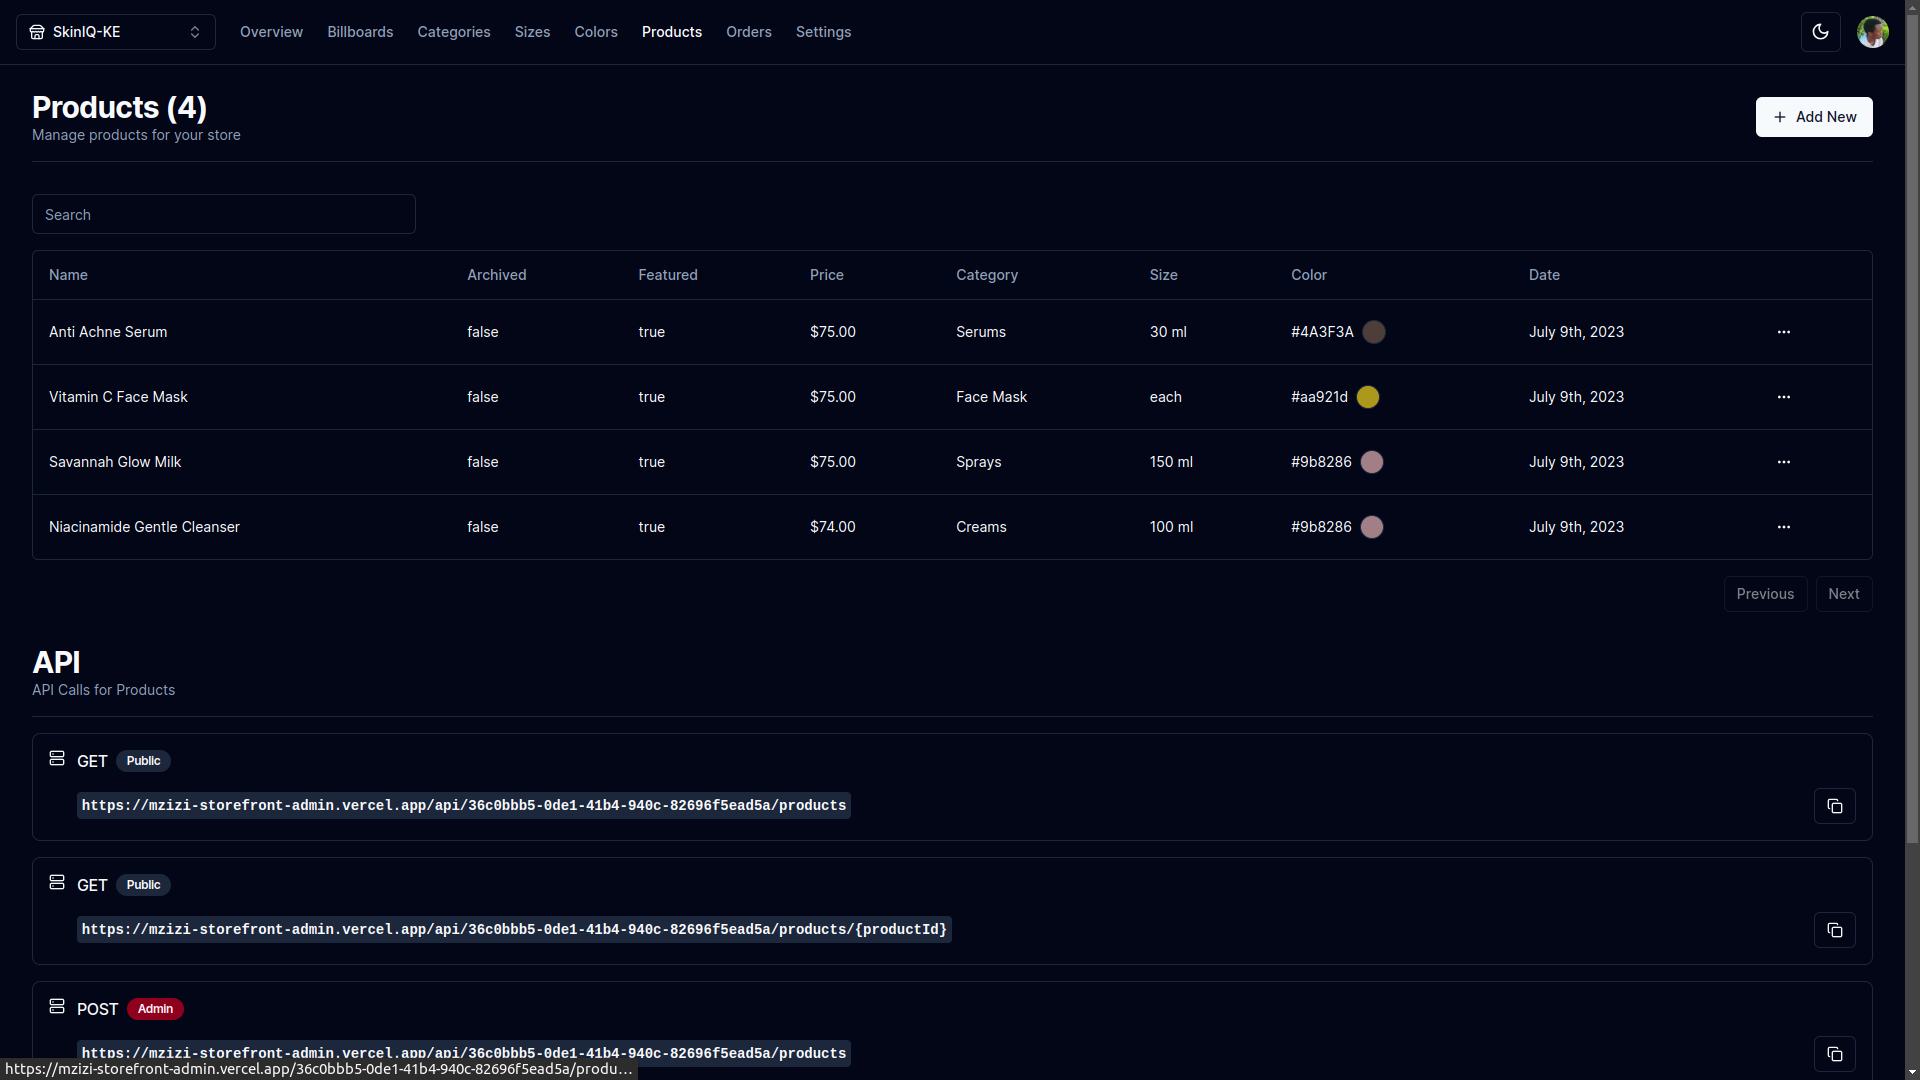 SkinIQ-KE Overview Billboards Categories Sizes Colors Products Orders Settings
Products (4)
Manage products for your store
Add New
Search
Name Archived Featured Price Category Size Color Date
Anti Achne Serum false true $75.00 Serums 30 ml #4A3F3A July 9th, 2023
Vitamin C Face Mask false true $75.00 Face Mask each #aa921d July 9th, 2023
Savannah Glow Milk false true $75.00 Sprays 150 ml #9b8286 July 9th, 2023
Niacinamide Gentle Cleanser false true $74.00 Creams 100 ml #9b8286 July 9th, 2023
Previous Next
API
API Calls for Products
GET Public
https://mzizi-storefront-admin.vercel.app/api/36c0bbb5-0de1-41b4-940c-82696f5ead5a/products
GET Public
https://mzizi-storefront-admin.vercel.app/api/36c0bbb5-0de1-41b4-940c-82696f5ead5a/products/{productId}
POST Admin
https://mzizi-storefront-admin.vercel.app/api/36c0bbb5-0de1-41b4-940c-82696f5ead5a/products
https://mzizi-storefront-admin.vercel.app/36c0bbb5-0de1-41b4-940c-82696f5ead5a/produ…